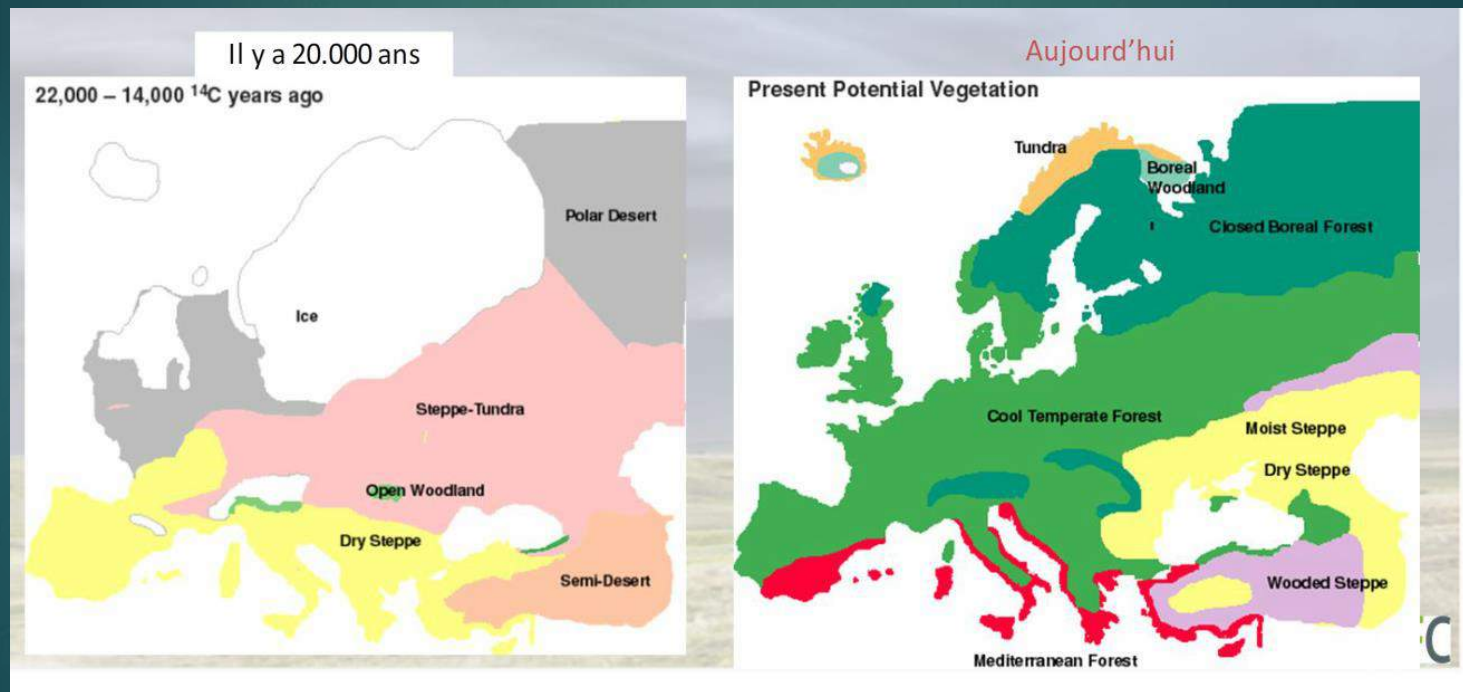 Il y a 20.000 ans
22,000 – 14,000 ¹⁴C years ago
Polar Desert
Ice
Steppe-Tundra
Open Woodland
Dry Steppe
Semi-Desert
Aujourd’hui
Present Potential Vegetation
Tundra
Boreal
Woodland
Closed Boreal Forest
Cool Temperate Forest
Moist Steppe
Dry Steppe
Wooded Steppe
Mediterranean Forest